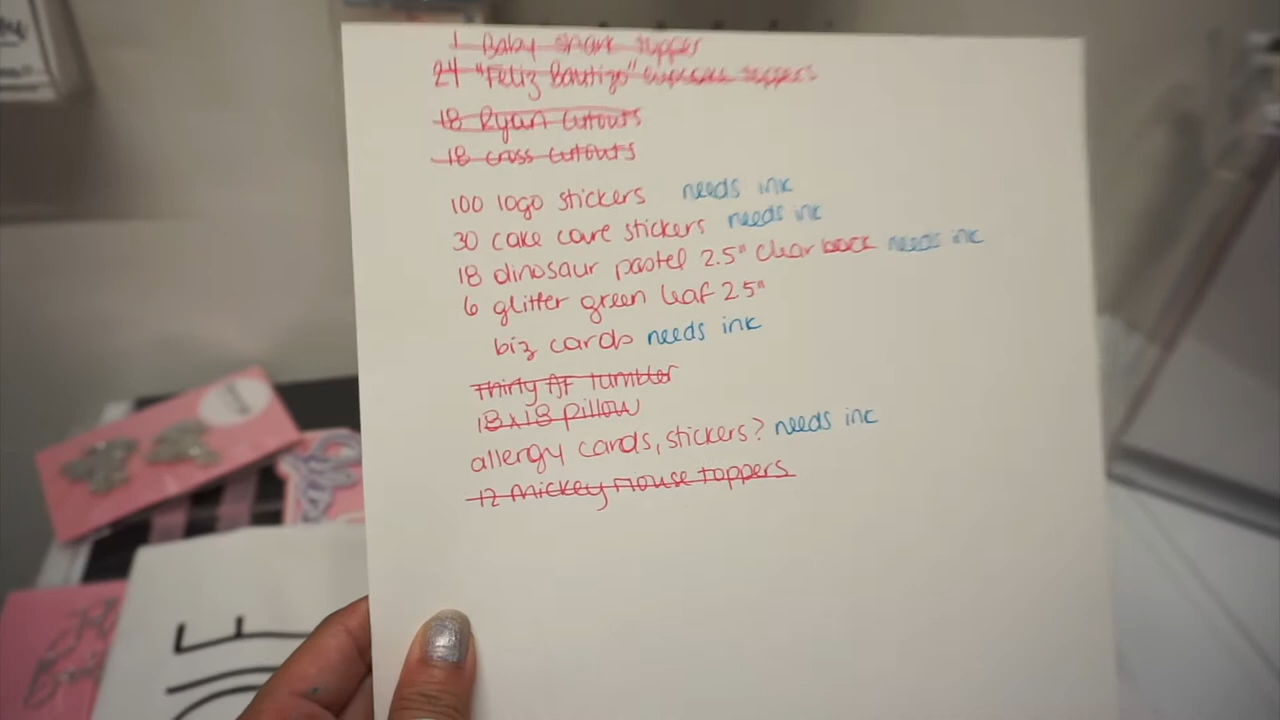 1 Baby shark topper
24 "Feliz Bautizo" cupcake toppers
18 Ryan cutouts
18 cross cutouts
100 logo stickers needs ink
30 cake care stickers needs inc
18 dinosaur pastel 2.5" clear back needs inc
6 glitter green leaf 2.5"
biz cards needs ink
Thirty AF Tumbler
18x18 pillow
allergy cards, stickers? needs inc
12 Mickey Mouse toppers